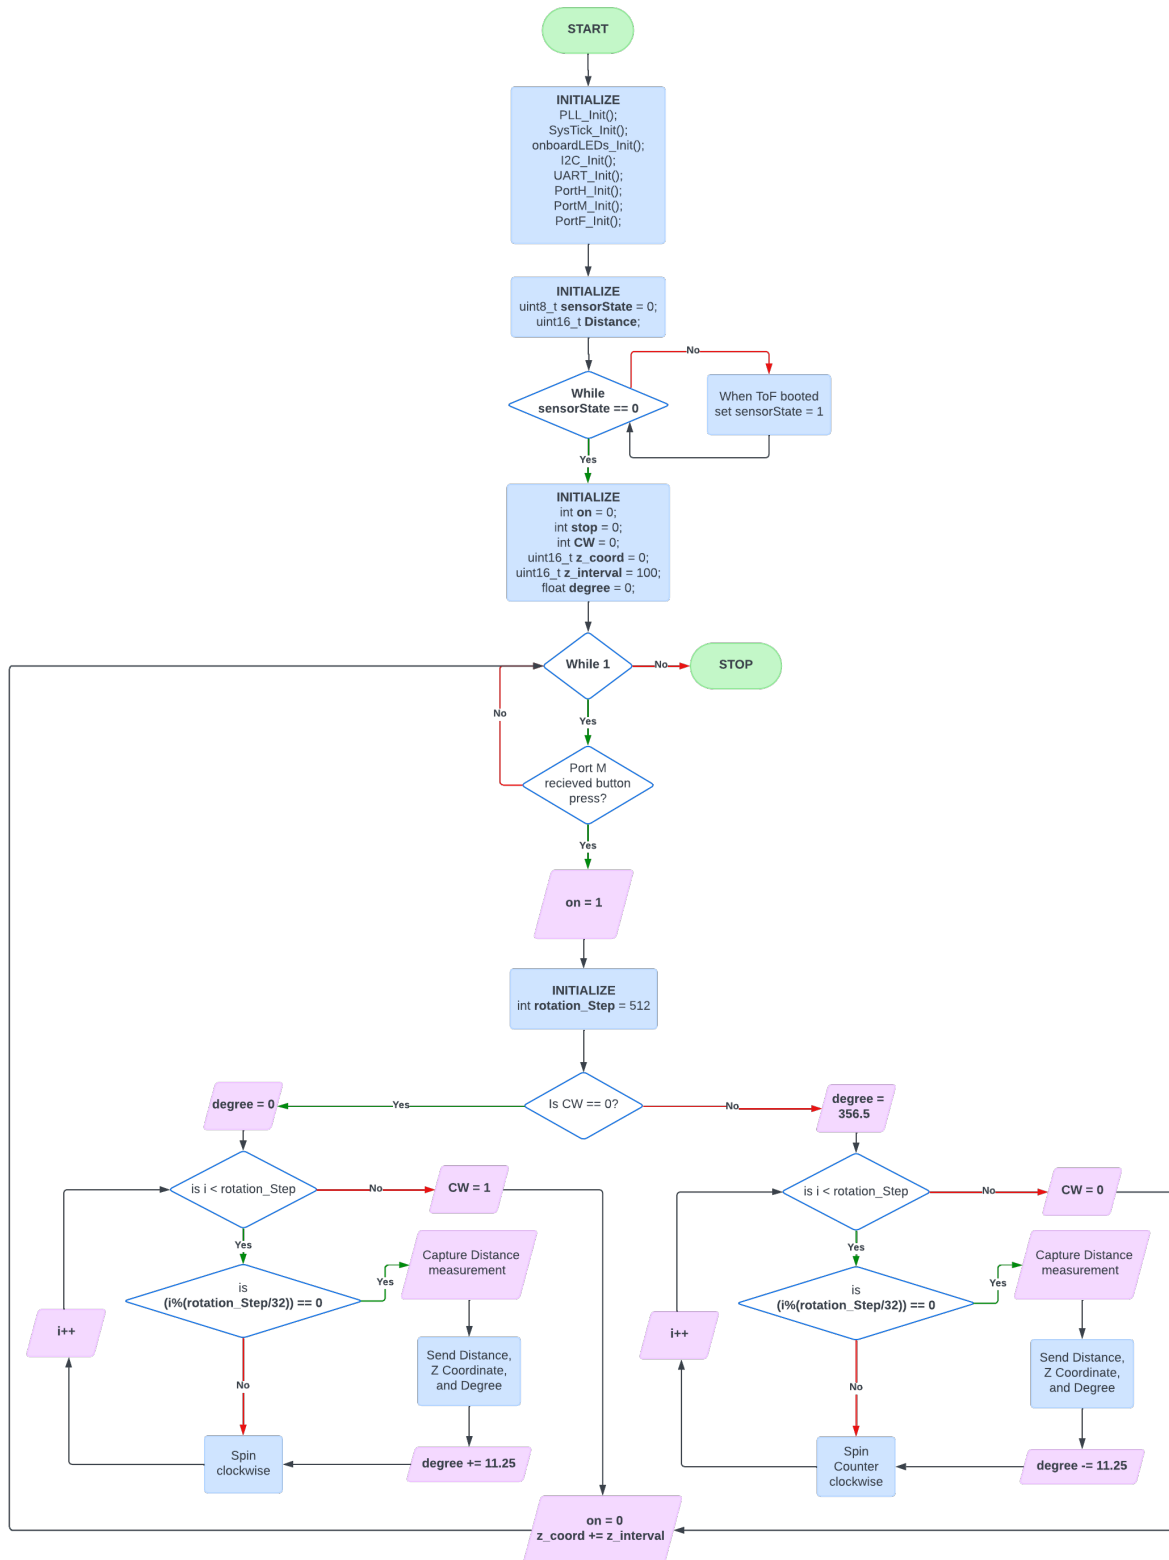 START
INITIALIZE
PLL_Init();
SysTick_Init();
onboardLEDs_Init();
I2C_Init();
UART_Init();
PortH_Init();
PortM_Init();
PortF_Init();
INITIALIZE
uint8_t sensorState = 0;
uint16_t Distance;
No
While
sensorState == 0
When ToF booted
set sensorState = 1
Yes
INITIALIZE
int on = 0;
int stop = 0;
int CW = 0;
uint16_t z_coord = 0;
uint16_t z_interval = 100;
float degree = 0;
While 1
No
STOP
No
Yes
Port M
recieved button
press?
Yes
on = 1
INITIALIZE
int rotation_Step = 512
degree = 0
Yes
Is CW == 0?
No
degree =
356.5
is i < rotation_Step
No
CW = 1
Yes
is
(i%(rotation_Step/32)) == 0
Yes
Capture Distance
measurement
i++
Send Distance,
Z Coordinate,
and Degree
No
Spin
clockwise
degree += 11.25
is i < rotation_Step
No
CW = 0
Yes
is
(i%(rotation_Step/32)) == 0
Yes
Capture Distance
measurement
i++
Send Distance,
Z Coordinate,
and Degree
No
Spin
Counter
clockwise
degree -= 11.25
on = 0
z_coord += z_interval